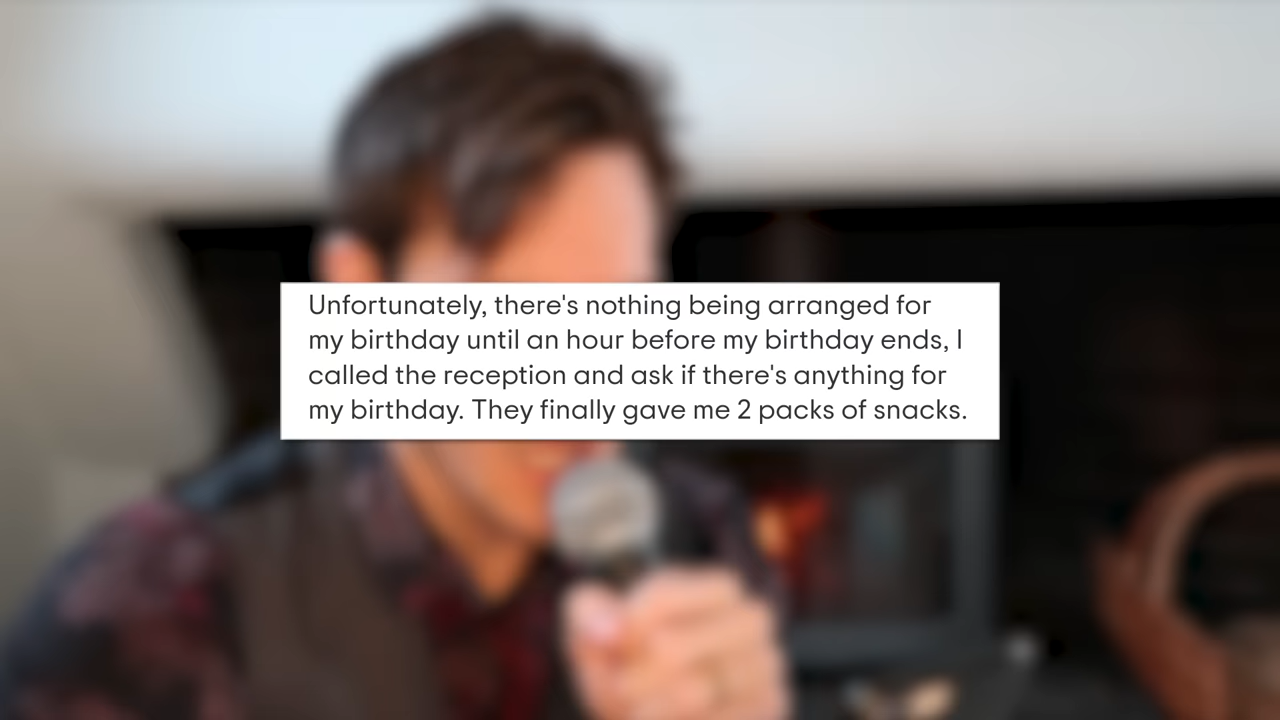 Unfortunately, there's nothing being arranged for
my birthday until an hour before my birthday ends, I
called the reception and ask if there's anything for
my birthday. They finally gave me 2 packs of snacks.